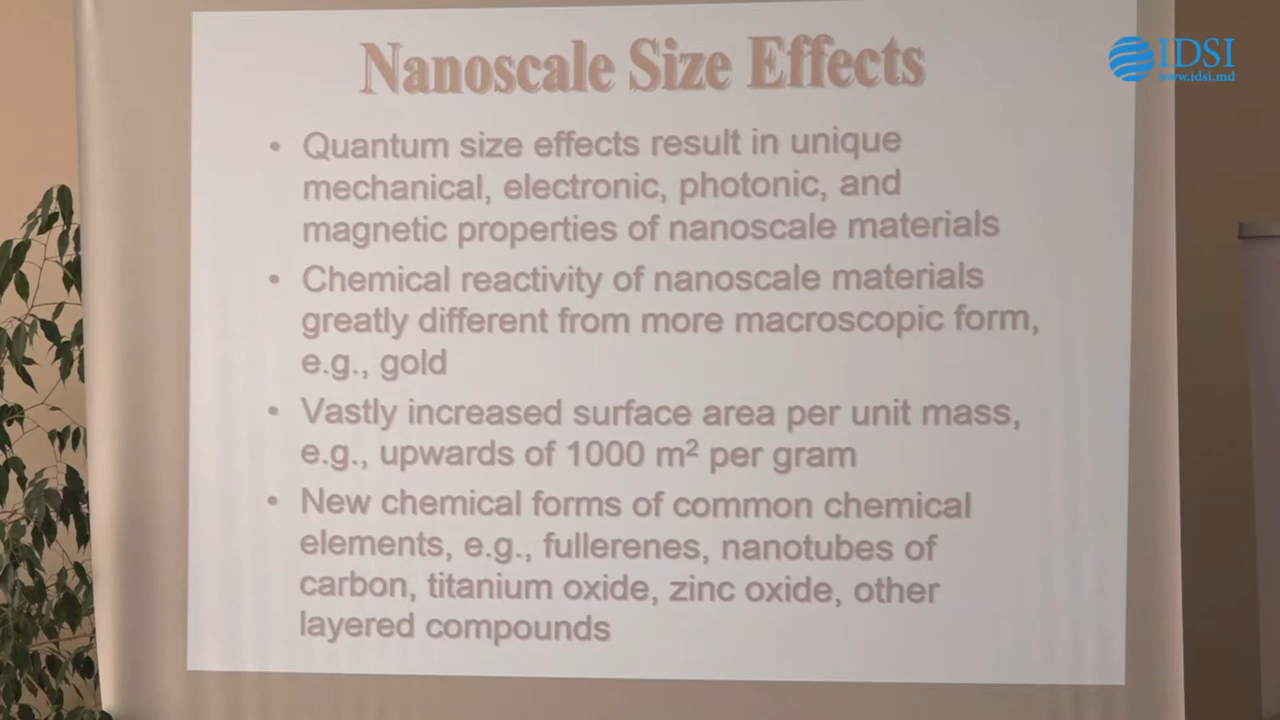 Nanoscale Size Effects
IDSI
www.idsi.md
• Quantum size effects result in unique
mechanical, electronic, photonic, and
magnetic properties of nanoscale materials
• Chemical reactivity of nanoscale materials
greatly different from more macroscopic form,
e.g., gold
• Vastly increased surface area per unit mass,
e.g., upwards of 1000 m² per gram
• New chemical forms of common chemical
elements, e.g., fullerenes, nanotubes of
carbon, titanium oxide, zinc oxide, other
layered compounds